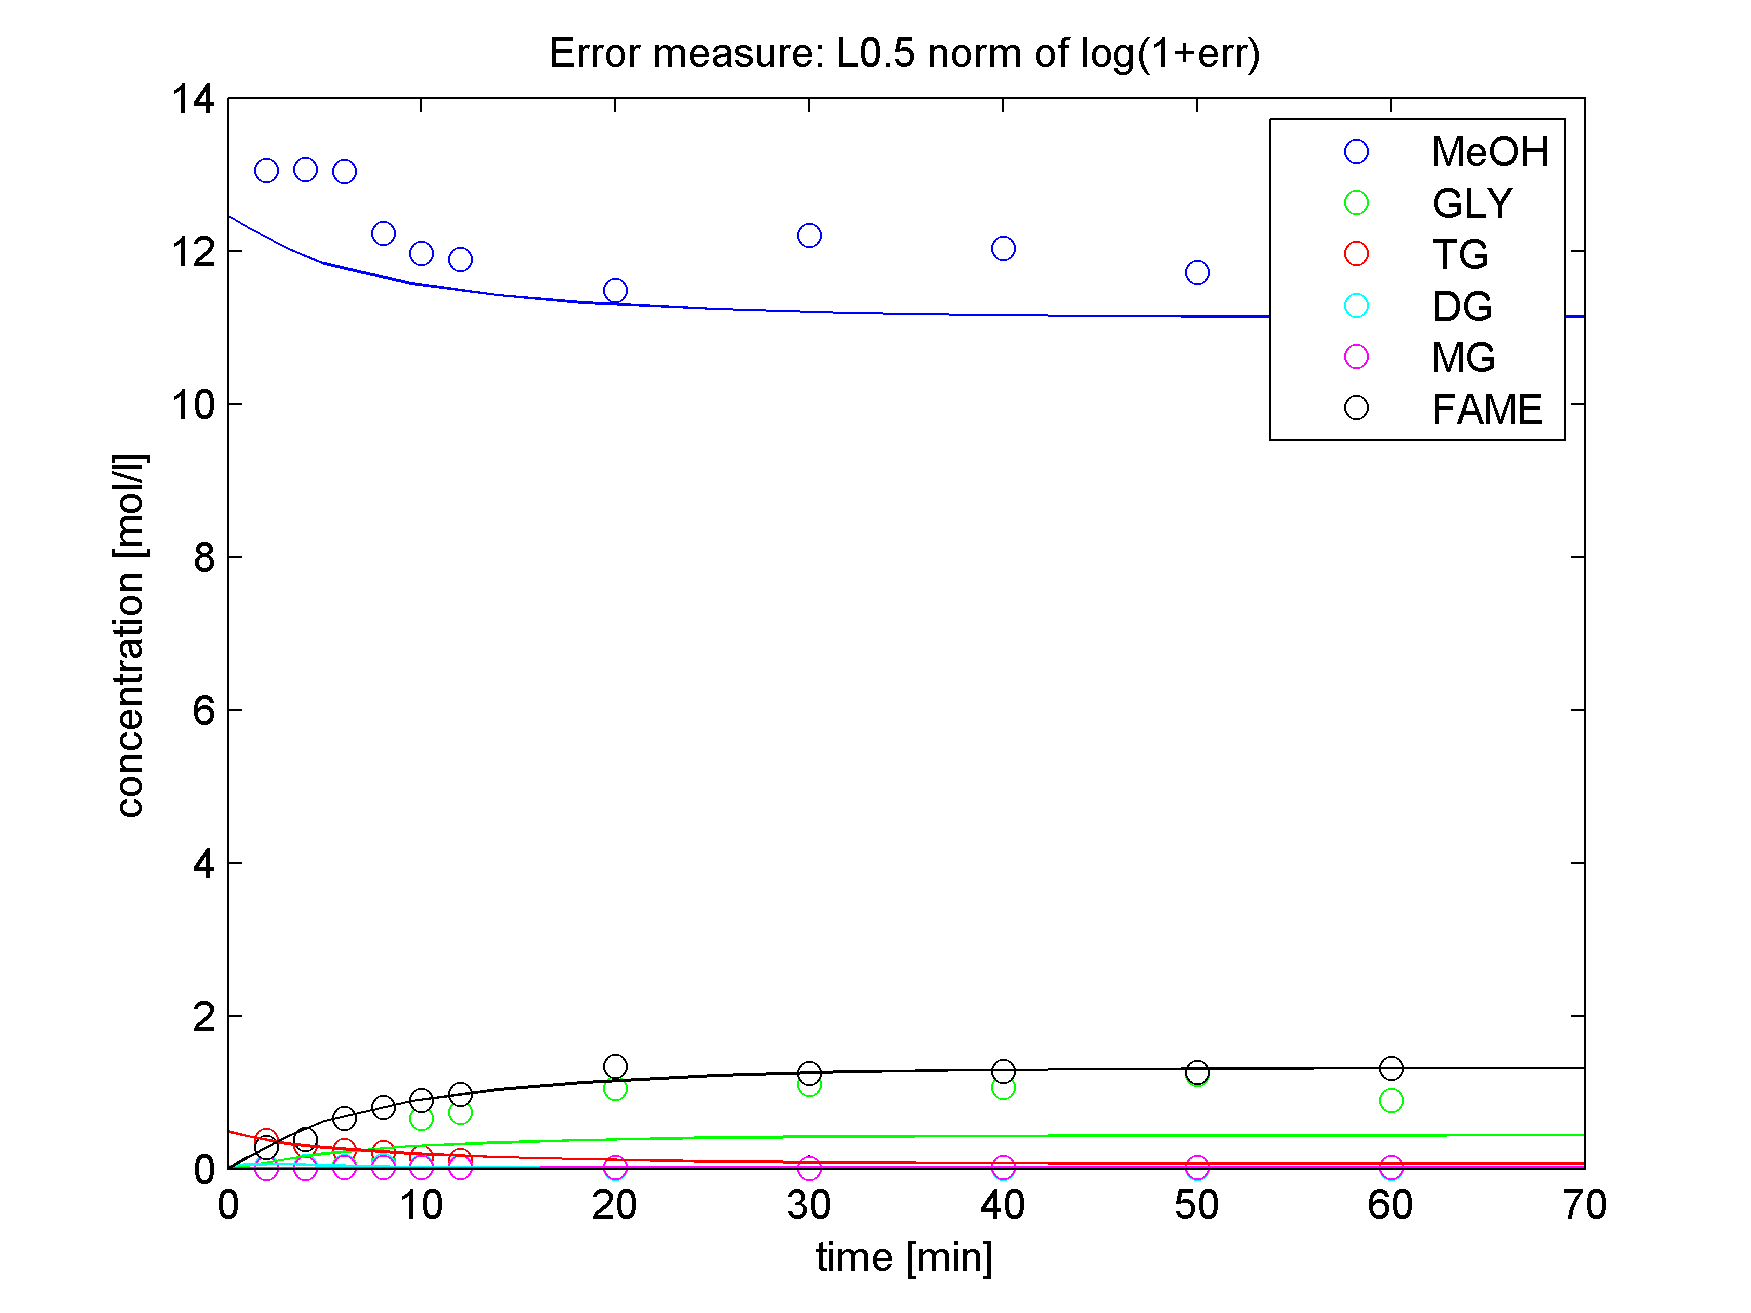 Error measure: L0.5 norm of log(1+err)
14
12
10
8
6
4
2
0
concentration [mol/l]
MeOH
GLY
TG
DG
MG
FAME
0 10 20 30 40 50 60 70
time [min]